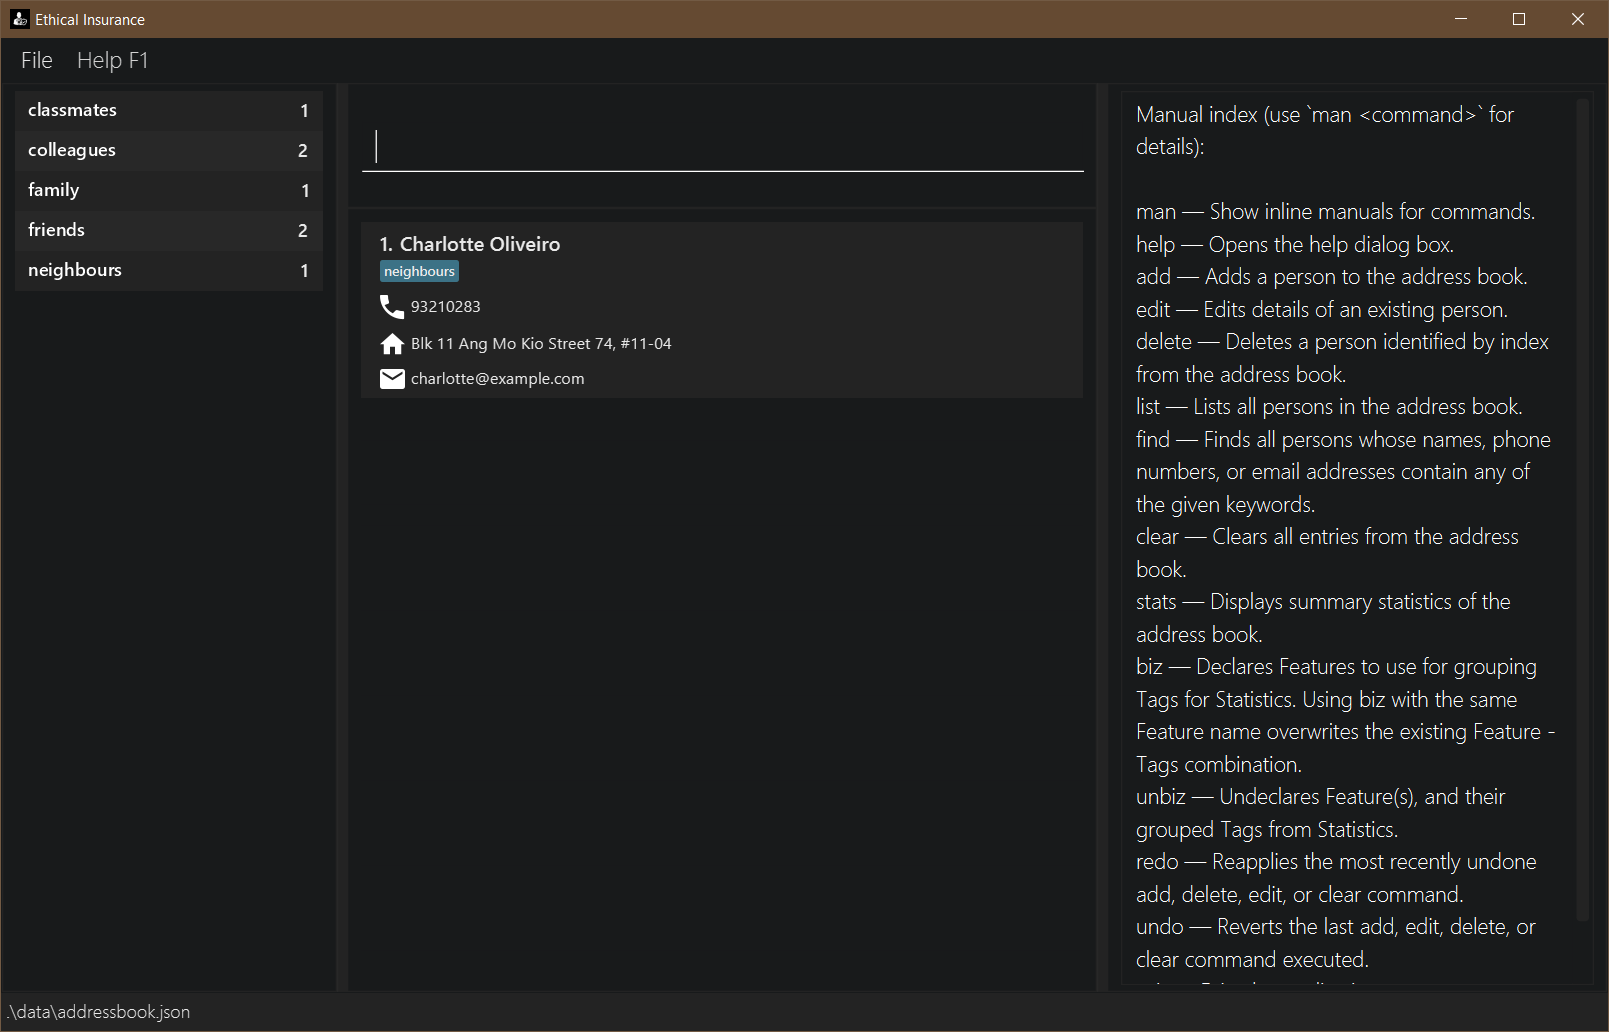 Ethical Insurance
File Help F1
classmates 1
colleagues 2
family 1
friends 2
neighbours 1
1. Charlotte Oliveiro
neighbours
93210283
Blk 11 Ang Mo Kio Street 74, #11-04
charlotte@example.com
Manual index (use `man <command>` for
details):
man — Show inline manuals for commands.
help — Opens the help dialog box.
add — Adds a person to the address book.
edit — Edits details of an existing person.
delete — Deletes a person identified by index
from the address book.
list — Lists all persons in the address book.
find — Finds all persons whose names, phone
numbers, or email addresses contain any of
the given keywords.
clear — Clears all entries from the address
book.
stats — Displays summary statistics of the
address book.
biz — Declares Features to use for grouping
Tags for Statistics. Using biz with the same
Feature name overwrites the existing Feature -
Tags combination.
unbiz — Undeclares Feature(s), and their
grouped Tags from Statistics.
redo — Reapplies the most recently undone
add, delete, edit, or clear command.
undo — Reverts the last add, edit, delete, or
clear command executed.
.\data\addressbook.json